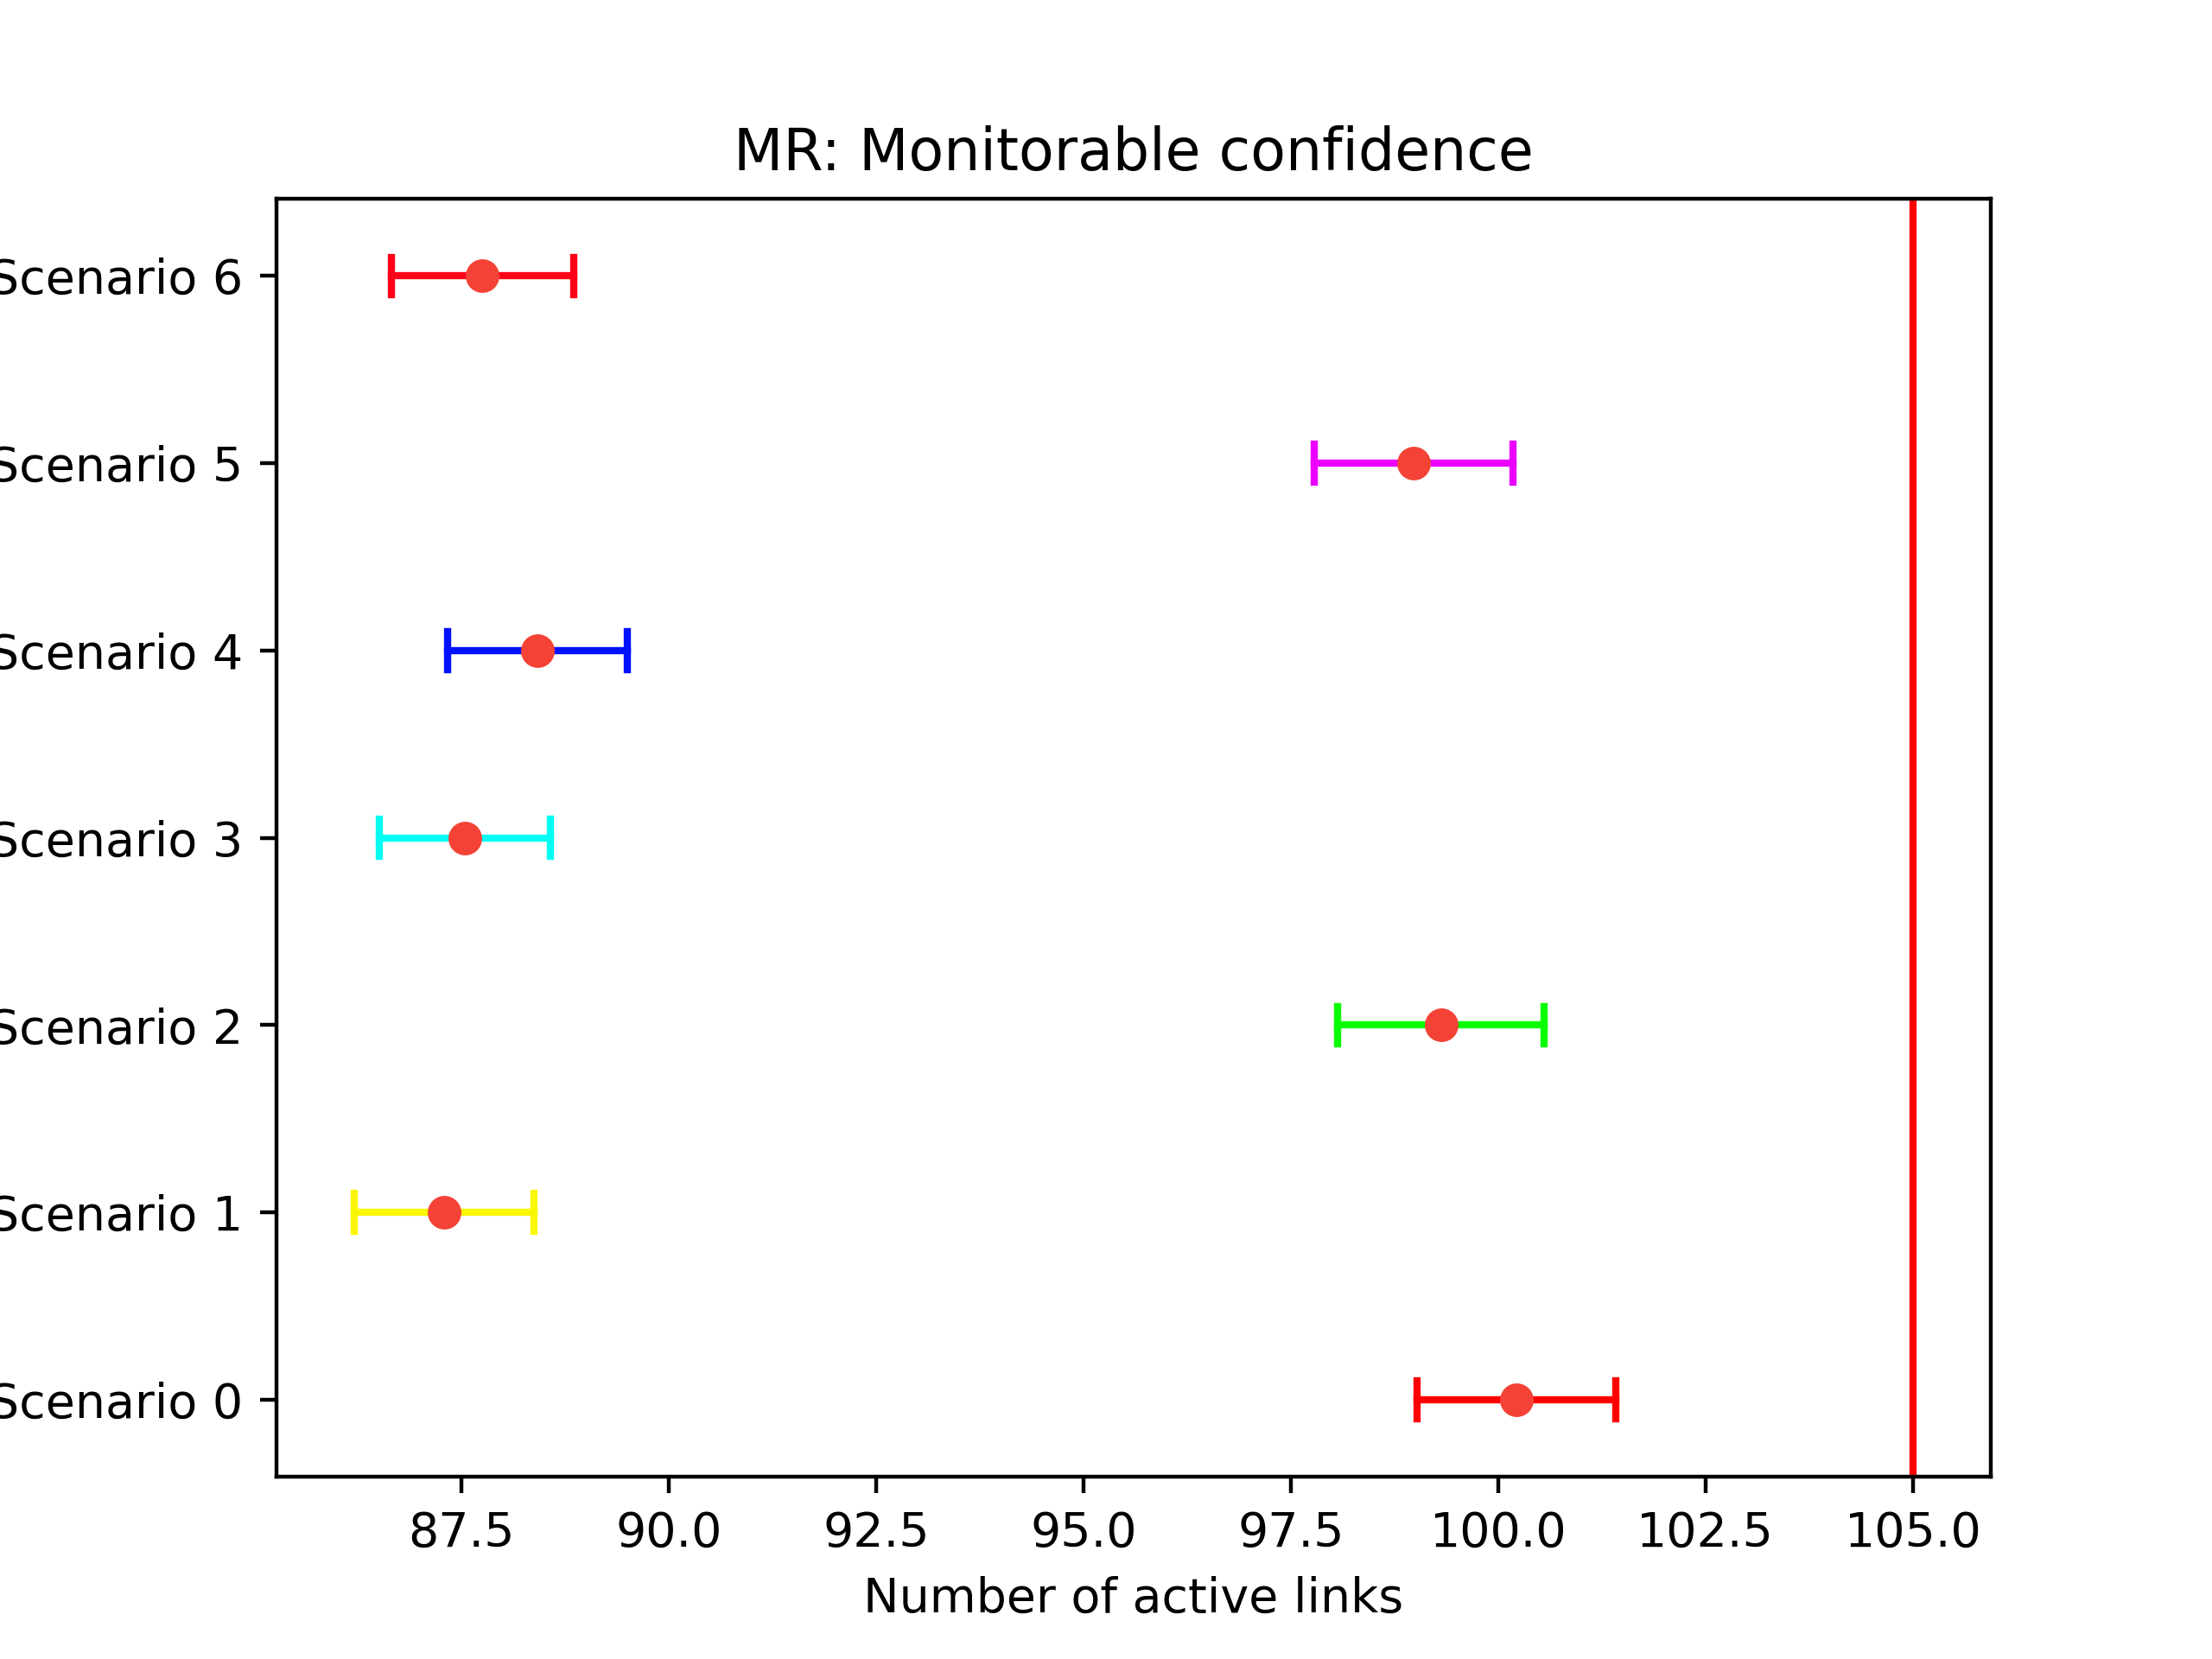 MR: Monitorable confidence
Scenario 6
Scenario 5
Scenario 4
Scenario 3
Scenario 2
Scenario 1
Scenario 0
87.5 90.0 92.5 95.0 97.5 100.0 102.5 105.0
Number of active links